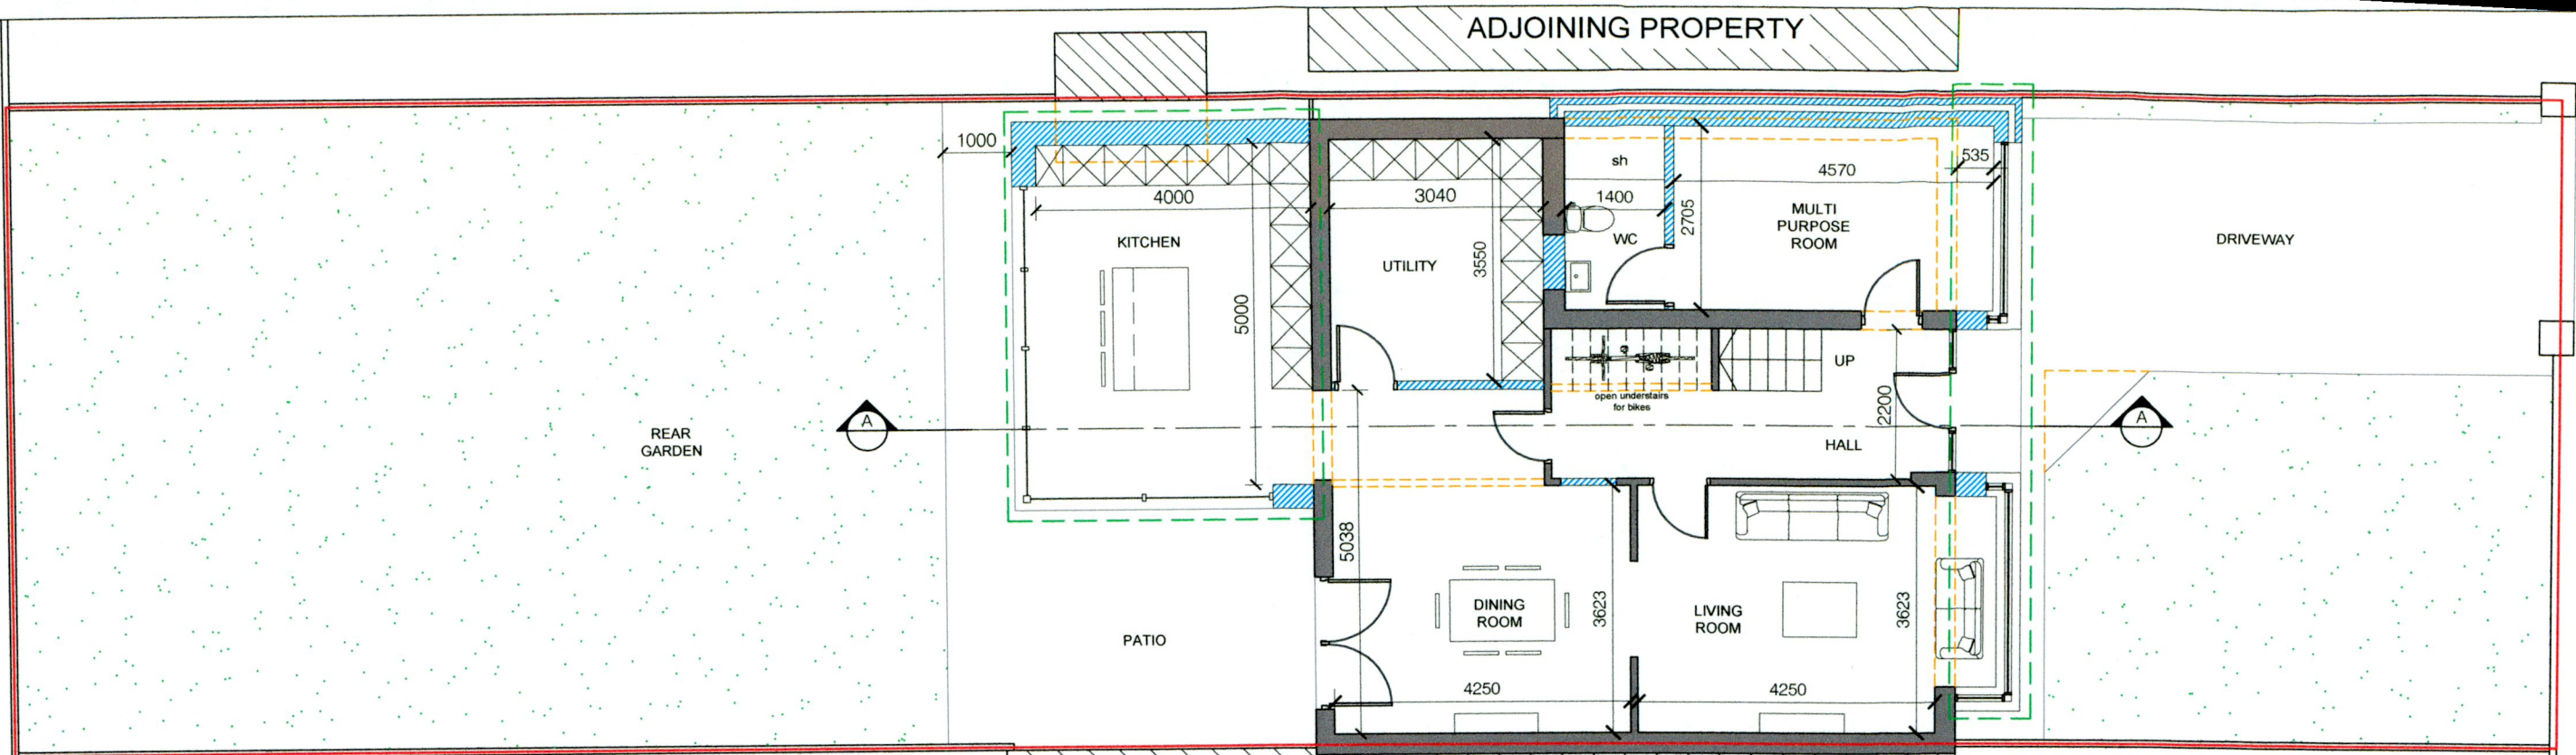 ADJOINING PROPERTY
1000
4000
3040
sh
1400
4570
535
2705
KITCHEN
UTILITY
3550
WC
MULTI
PURPOSE
ROOM
DRIVEWAY
5000
UP
open understairs
for bikes
2200
REAR
GARDEN
A
HALL
A
5038
DINING
ROOM
3623
LIVING
ROOM
3623
PATIO
4250
4250